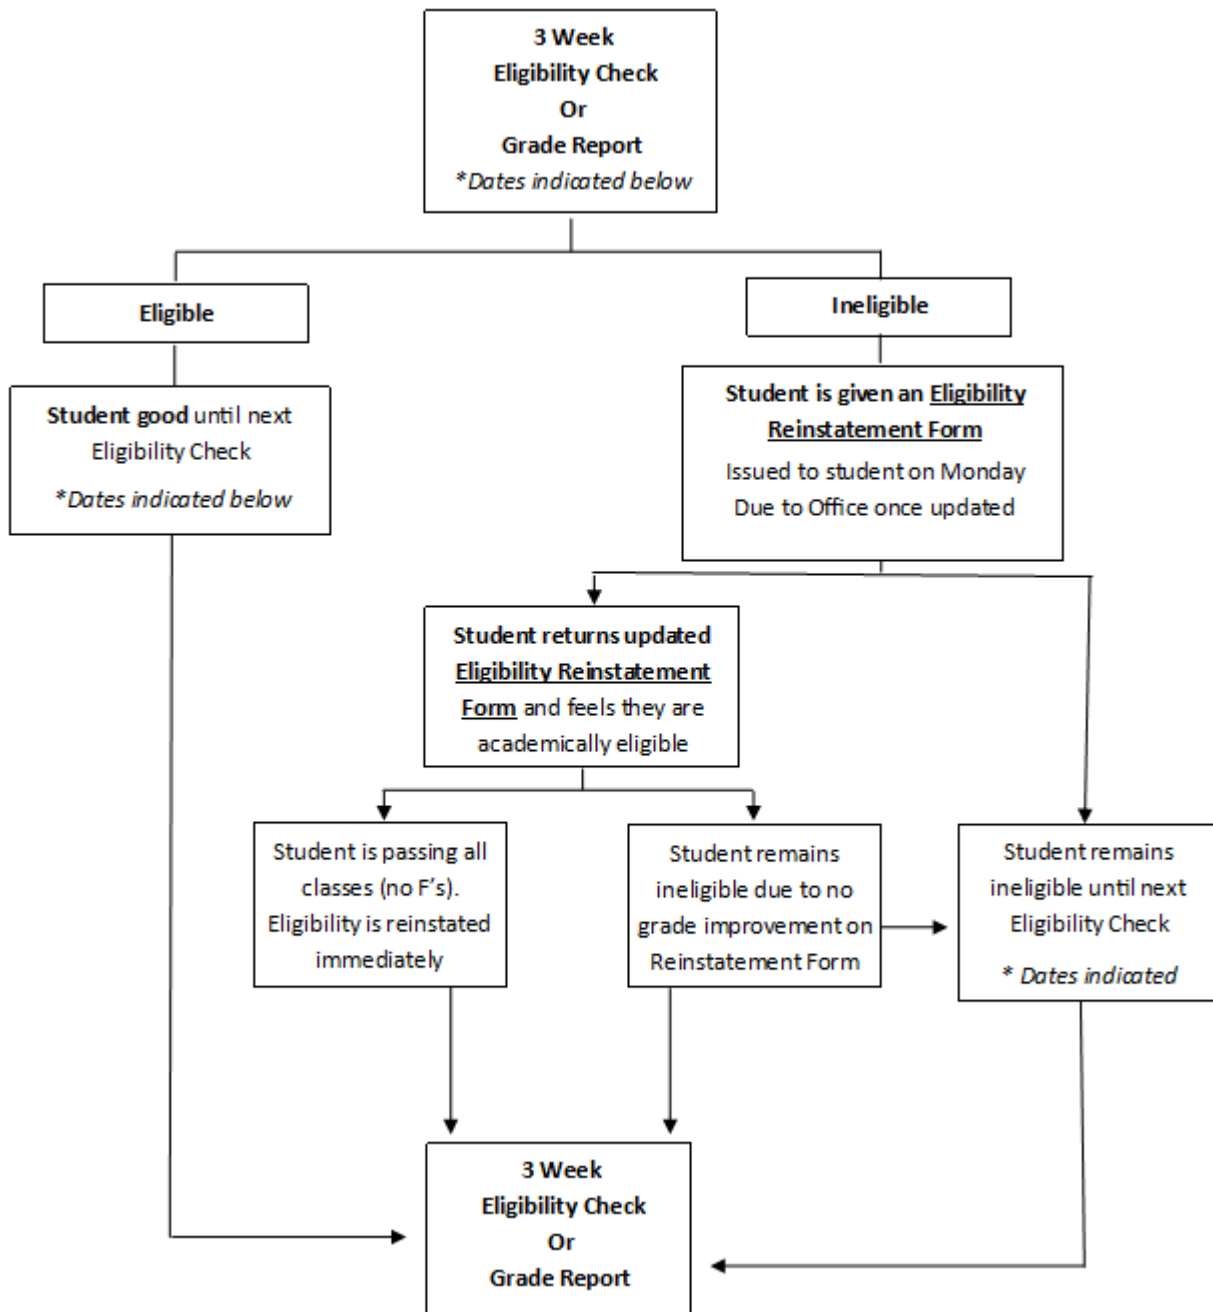 3 Week
Eligibility Check
Or
Grade Report
*Dates indicated below
Eligible
Ineligible
Student good until next
Eligibility Check
*Dates indicated below
Student is given an Eligibility
Reinstatement Form
Issued to student on Monday
Due to Office once updated
Student returns updated
Eligibility Reinstatement
Form and feels they are
academically eligible
Student is passing all
classes (no F's).
Eligibility is reinstated
immediately
Student remains
ineligible due to no
grade improvement on
Reinstatement Form
Student remains
ineligible until next
Eligibility Check
* Dates indicated
3 Week
Eligibility Check
Or
Grade Report